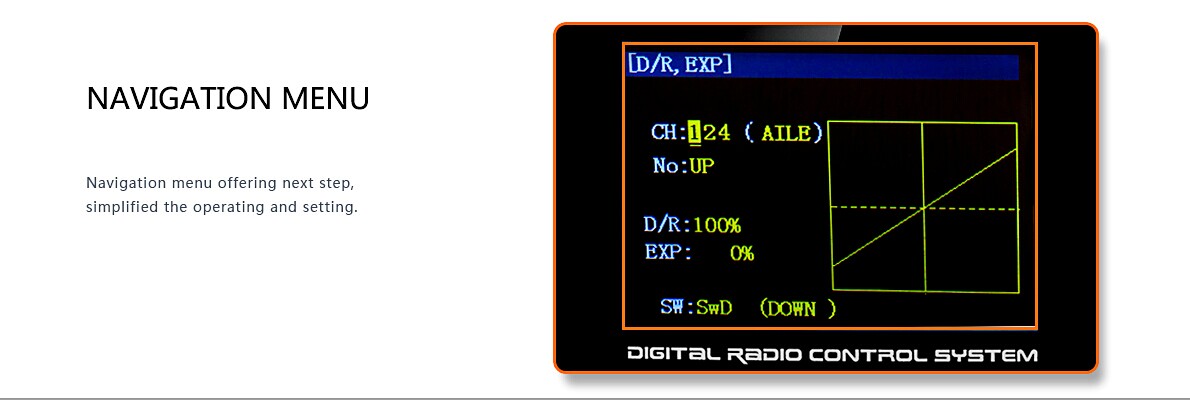 NAVIGATION MENU
Navigation menu offering next step,
simplified the operating and setting.
[D/R, EXP]
CH:124 ( AILE)
No:UP
D/R:100%
EXP: 0%
SW:SwD (DOWN )
DIGITAL RADIO CONTROL SYSTEM